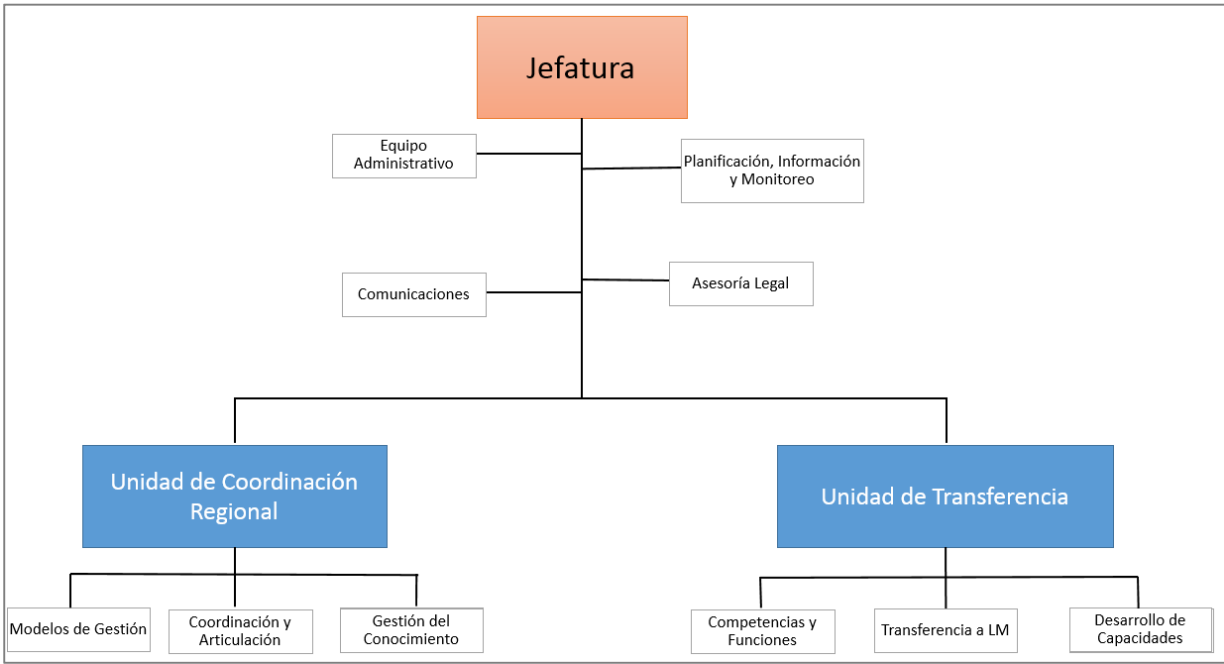 Jefatura
Equipo
Administrativo
Planificación, Información
y Monitoreo
Comunicaciones
Asesoría Legal
Unidad de Coordinación
Regional
Unidad de Transferencia
Modelos de Gestión
Coordinación y
Articulación
Gestión del
Conocimiento
Competencias y
Funciones
Transferencia a LM
Desarrollo de
Capacidades